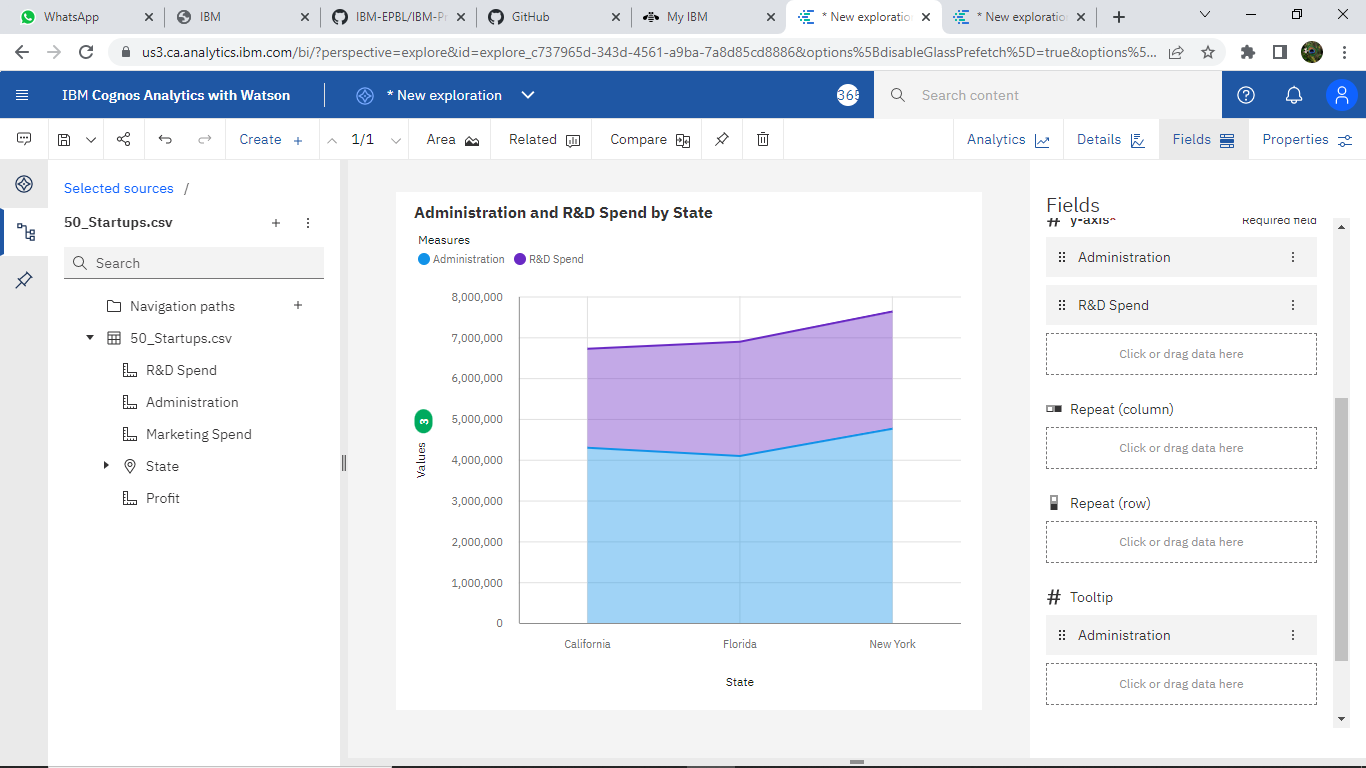 WhatsApp
IBM
IBM-EPBL/IBM-Pr
GitHub
My IBM
* New exploratio
* New exploratio
us3.ca.analytics.ibm.com/bi/?perspective=explore&id=explore_c737965d-343d-4561-a9ba-7a8d85cd8886&options%5BdisableGlassPrefetch%5D=true&options%5...
IBM Cognos Analytics with Watson
* New exploration
365
Search content
Create +
1/1
Area
Related
Compare
Analytics
Details
Fields
Properties
Selected sources /
50_Startups.csv
Search
Navigation paths
50_Startups.csv
R&D Spend
Administration
Marketing Spend
State
Profit
Administration and R&D Spend by State
Measures
Administration
R&D Spend
8,000,000
7,000,000
6,000,000
5,000,000
4,000,000
3,000,000
2,000,000
1,000,000
0
Values
3
California
Florida
New York
State
Fields
# y-axis*
Required field
Administration
R&D Spend
Click or drag data here
Repeat (column)
Click or drag data here
Repeat (row)
Click or drag data here
# Tooltip
Administration
Click or drag data here